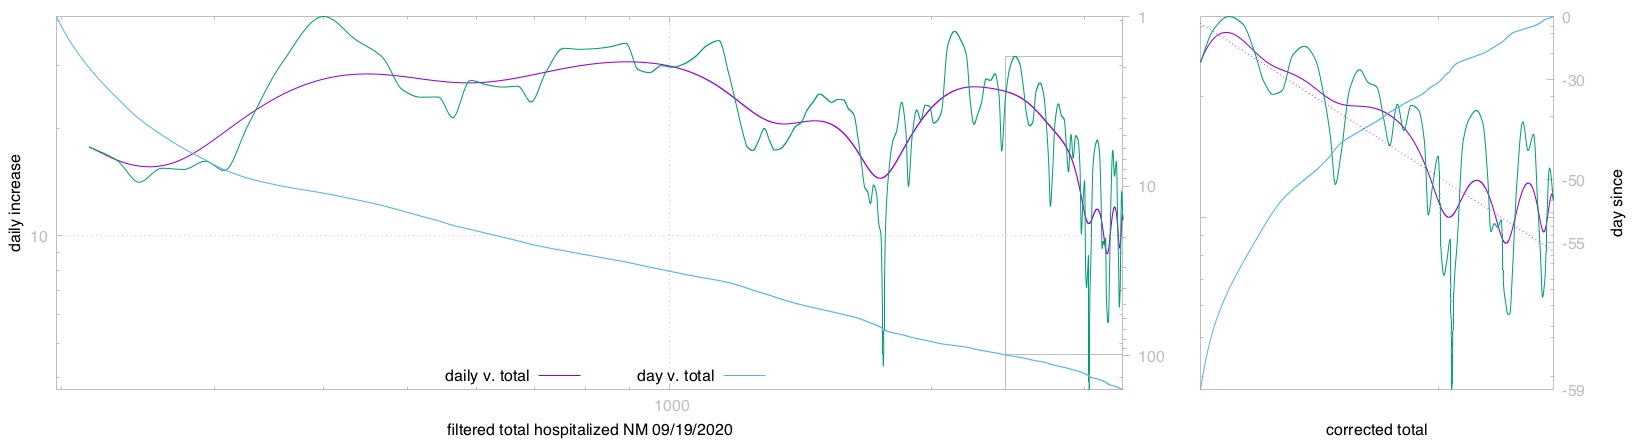 daily increase
10
daily v. total
day v. total
1000
filtered total hospitalized NM 09/19/2020
1
10
100
0
-30
-50
-55
-59
day since
corrected total